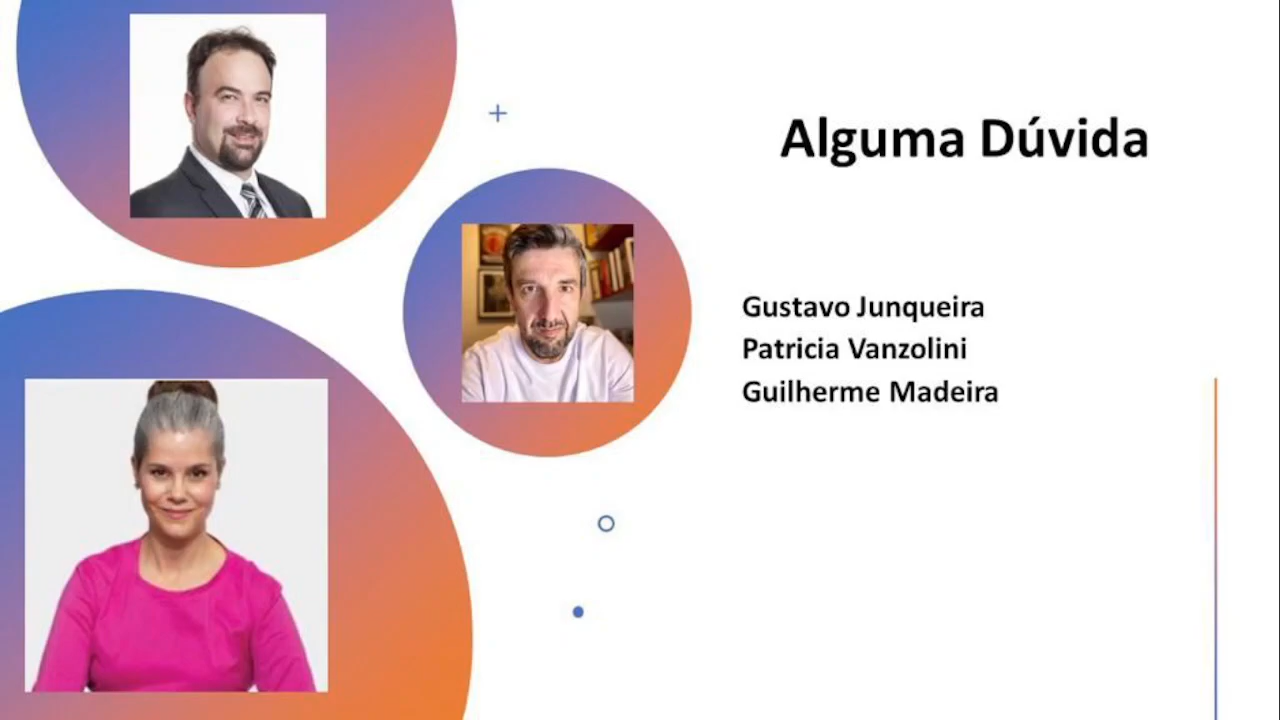 Alguma Dúvida
Gustavo Junqueira
Patricia Vanzolini
Guilherme Madeira